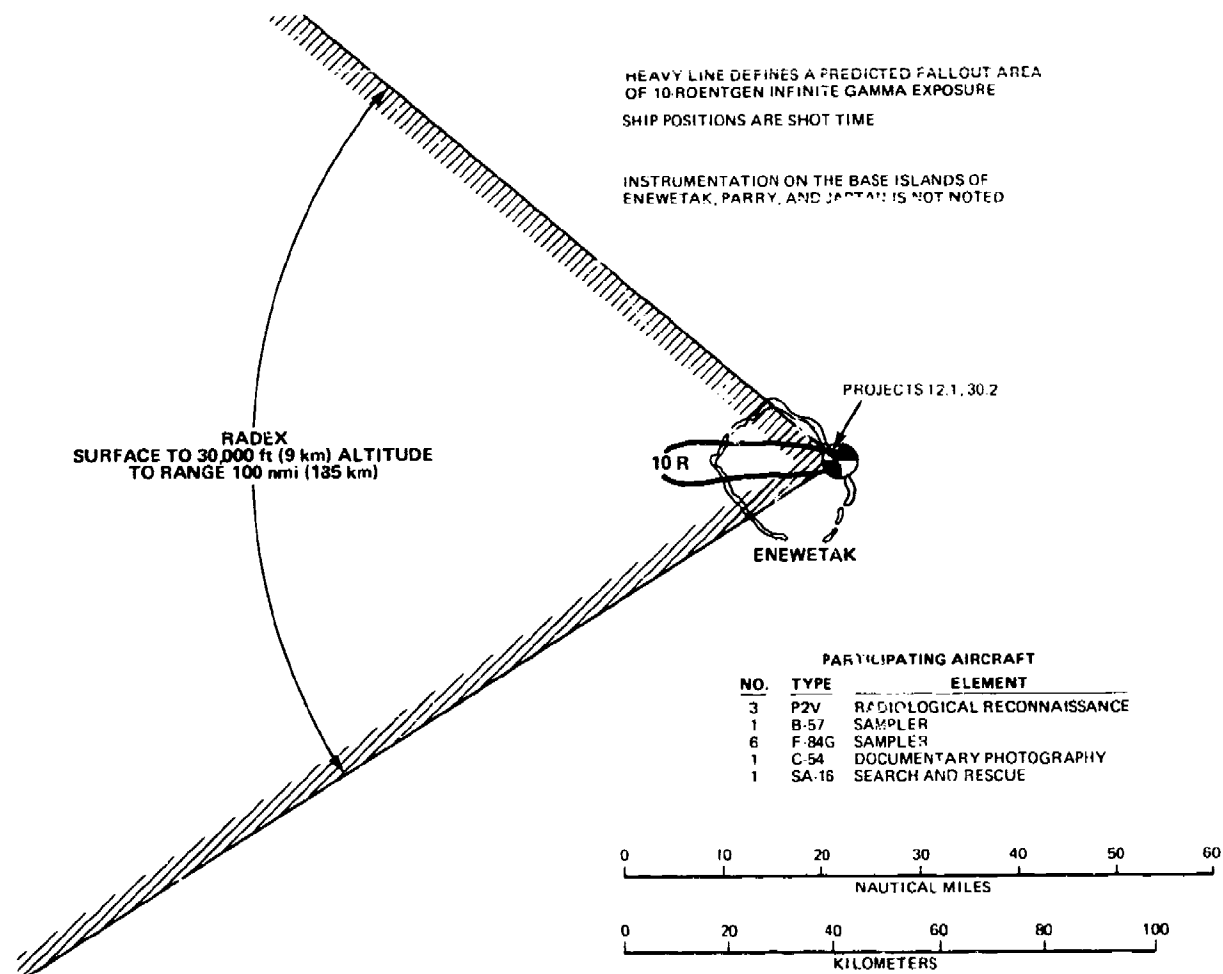 HEAVY LINE DEFINES A PREDICTED FALLOUT AREA
OF 10-ROENTGEN INFINITE GAMMA EXPOSURE
SHIP POSITIONS ARE SHOT TIME
INSTRUMENTATION ON THE BASE ISLANDS OF
ENEWETAK, PARRY, AND JAPTAN IS NOT NOTED
PROJECTS 12.1, 30.2
RADEX
SURFACE TO 30,000 ft (9 km) ALTITUDE
TO RANGE 100 nmi (185 km)
10 R
ENEWETAK
PARTICIPATING AIRCRAFT
NO. TYPE ELEMENT
3 P2V RADIOLOGICAL RECONNAISSANCE
1 B-57 SAMPLER
6 F-84G SAMPLER
1 C-54 DOCUMENTARY PHOTOGRAPHY
1 SA-16 SEARCH AND RESCUE
0 10 20 30 40 50 60
NAUTICAL MILES
0 20 40 60 80 100
KILOMETERS